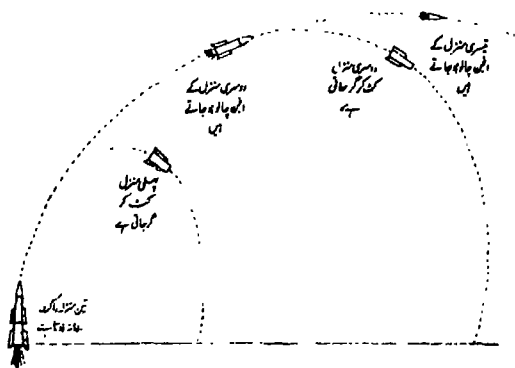 تیسری منزل کے
انجن چالو ہو جاتے
ہیں
دوسری منزل
کٹ کر گر جاتی
ہے
دوسری منزل کے
انجن چالو ہو جاتے
ہیں
پہلی منزل
کٹ کر
گر جاتی ہے
تین منزلہ راکٹ